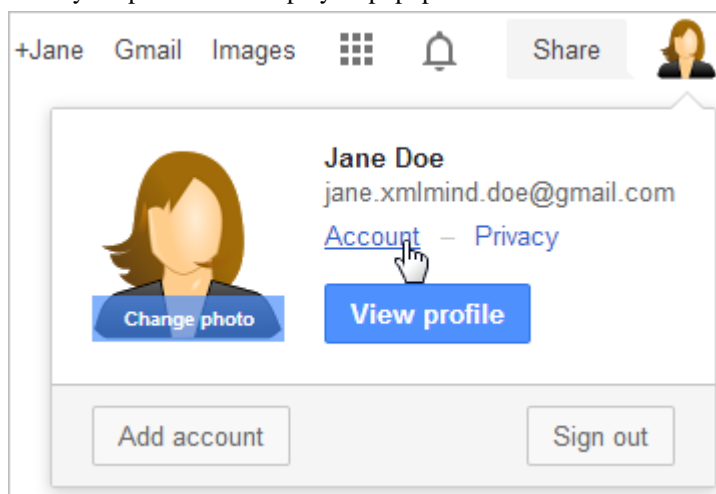 +Jane Gmail Images Share
Jane Doe
jane.xmlmind.doe@gmail.com
Account – Privacy
Change photo
View profile
Add account Sign out